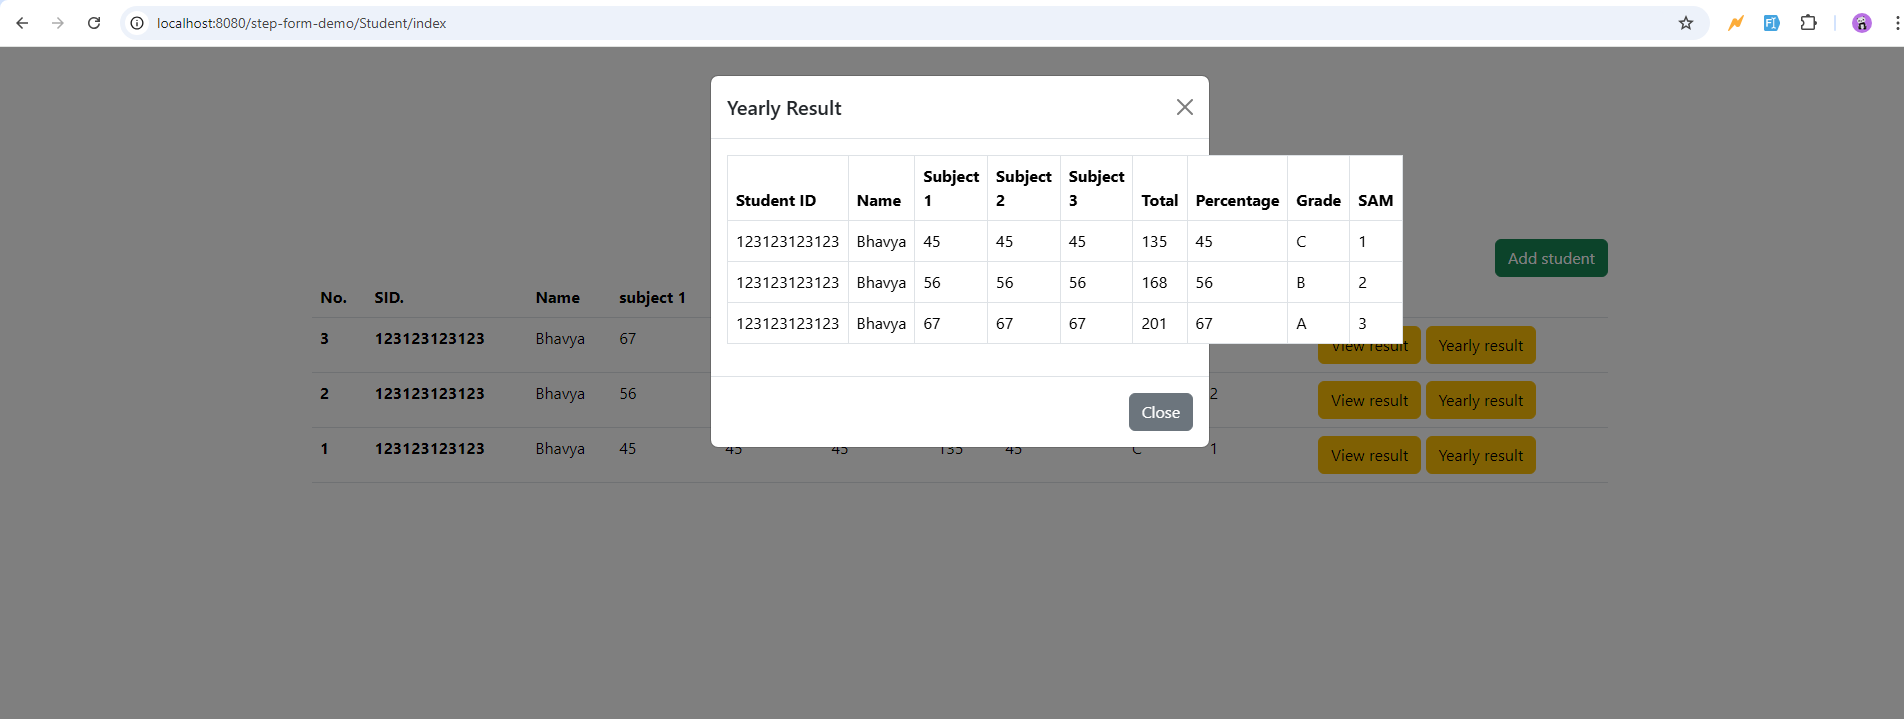 localhost:8080/step-form-demo/Student/index
Yearly Result
Student ID Name Subject 1 Subject 2 Subject 3 Total Percentage Grade SAM
123123123123 Bhavya 45 45 45 135 45 C 1
123123123123 Bhavya 56 56 56 168 56 B 2
123123123123 Bhavya 67 67 67 201 67 A 3
Close
Add student
No. SID. Name subject 1
3 123123123123 Bhavya 67 View result Yearly result
2 123123123123 Bhavya 56 2 View result Yearly result
1 123123123123 Bhavya 45 45 45 135 45 C 1 View result Yearly result